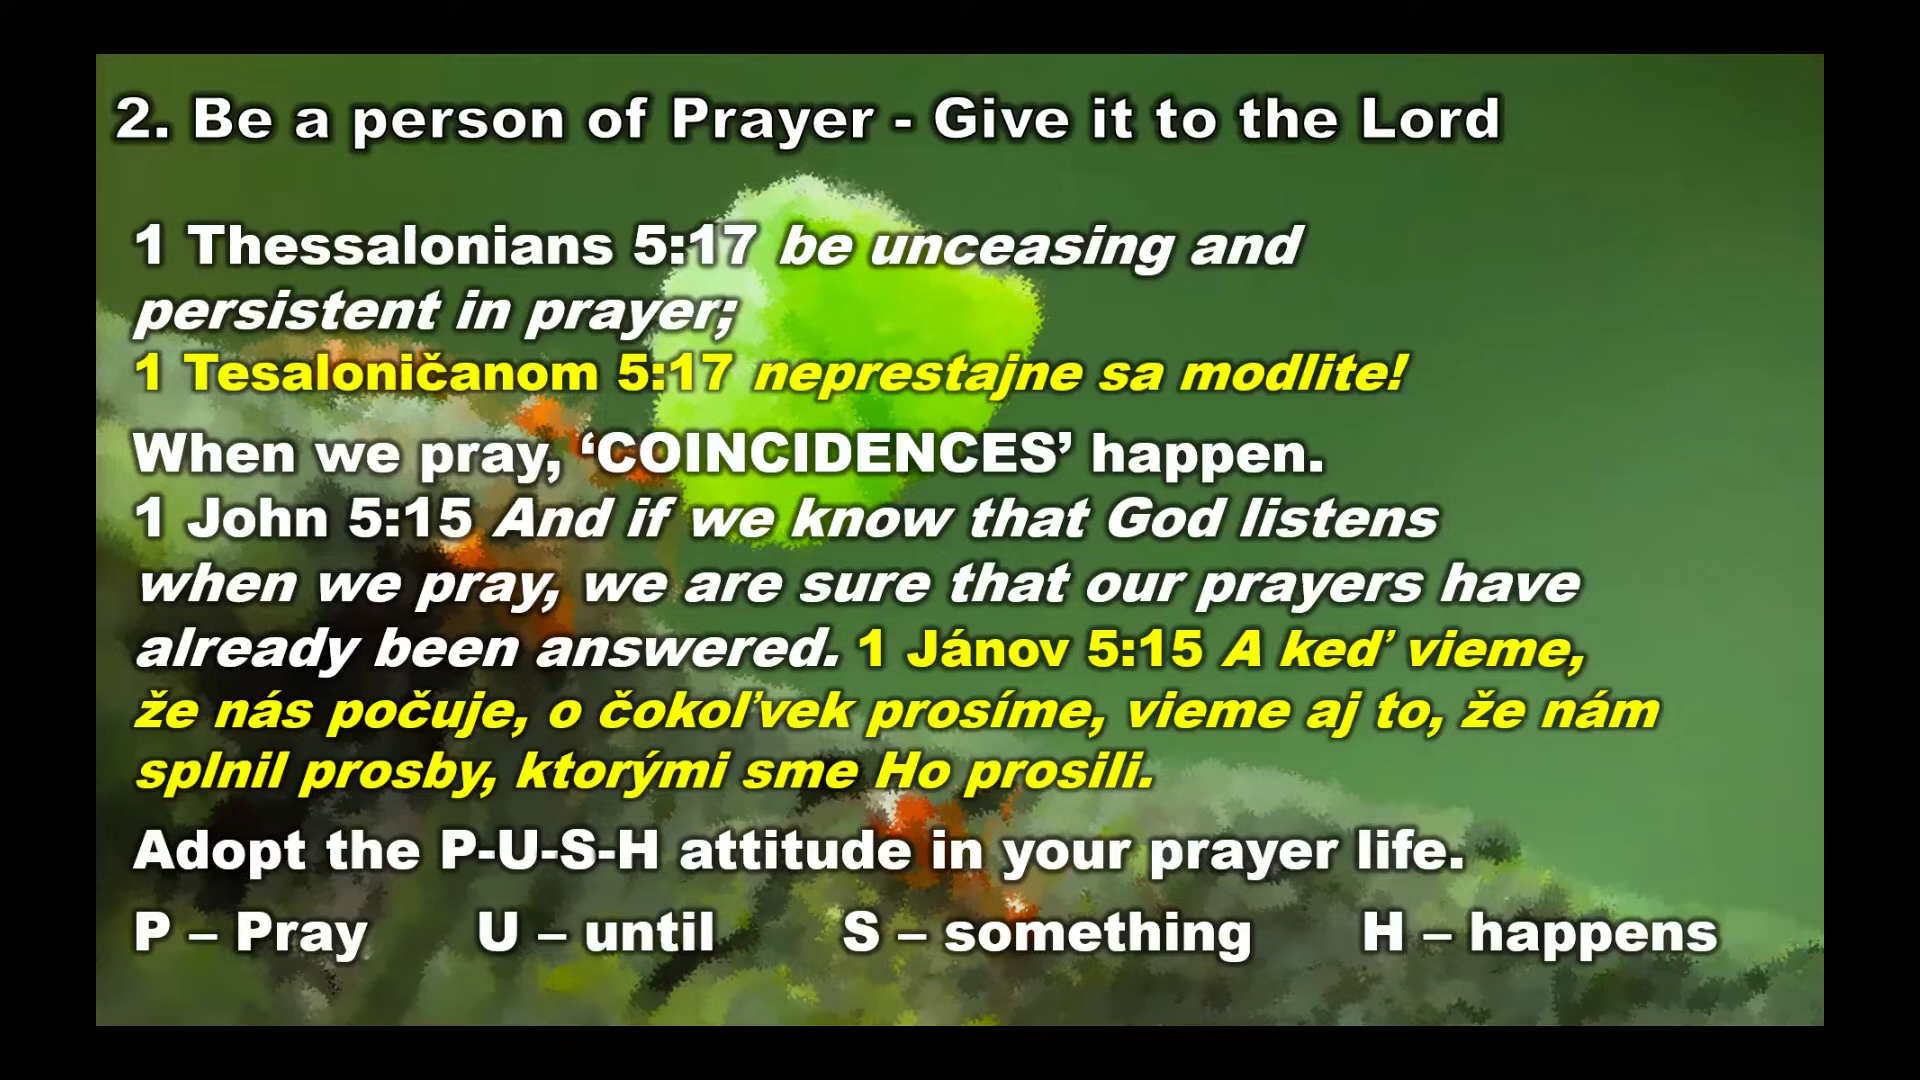 2. Be a person of Prayer - Give it to the Lord
1 Thessalonians 5:17 be unceasing and
persistent in prayer;
1 Tesaloničanom 5:17 neprestajne sa modlite!
When we pray, ‘COINCIDENCES’ happen.
1 John 5:15 And if we know that God listens
when we pray, we are sure that our prayers have
already been answered. 1 Jánov 5:15 A keď vieme,
že nás počuje, o čokoľvek prosíme, vieme aj to, že nám
splnil prosby, ktorými sme Ho prosili.
Adopt the P-U-S-H attitude in your prayer life.
P – Pray U – until S – something H – happens